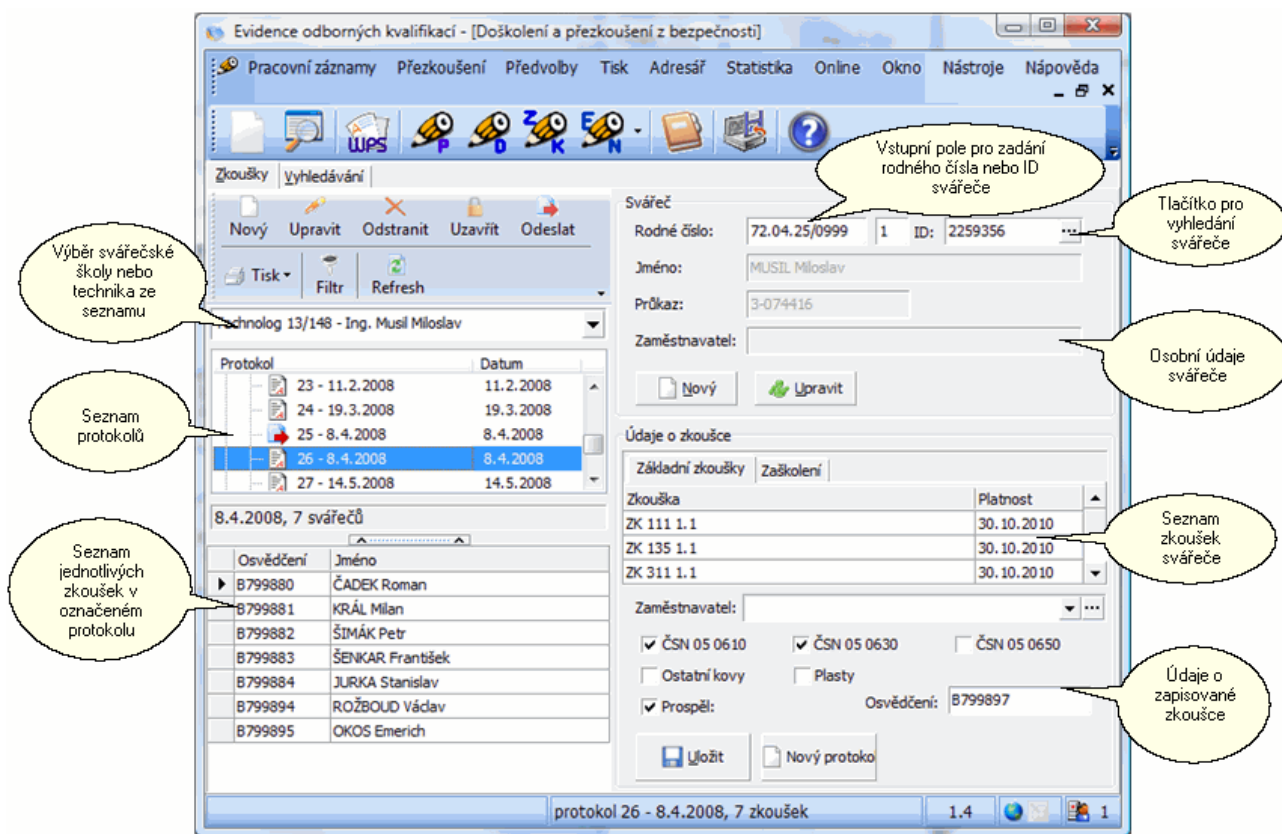 Evidence odborných kvalifikací - [Doškolení a přezkoušení z bezpečnosti]
Pracovní záznamy Přezkoušení Předvolby Tisk Adresář Statistika Online Okno Nástroje Nápověda
WPS P D Z K E N
Vstupní pole pro zadání
rodného čísla nebo ID
svářeče
Zkoušky Vyhledávání
Nový Upravit Odstranit Uzavřít Odeslat
Tisk Filtr Refresh
Výběr svářečské
školy nebo
technika ze
seznamu
Technolog 13/148 - Ing. Musil Miloslav
Protokol Datum
23 - 11.2.2008 11.2.2008
24 - 19.3.2008 19.3.2008
25 - 8.4.2008 8.4.2008
26 - 8.4.2008 8.4.2008
27 - 14.5.2008 14.5.2008
Seznam
protokolů
8.4.2008, 7 svářečů
Osvědčení Jméno
B799880 ČADEK Roman
B799881 KRÁL Milan
B799882 ŠIMÁK Petr
B799883 ŠENKAR František
B799884 JURKA Stanislav
B799894 ROŽBOUD Václav
B799895 OKOS Emerich
Seznam
jednotlivých
zkoušek v
označeném
protokolu
Svářeč
Rodné číslo: 72.04.25/0999 1 ID: 2259356 ...
Jméno: MUSIL Miloslav
Průkaz: 3-074416
Zaměstnavatel:
Nový Upravit
Tlačítko pro
vyhledání
svářeče
Osobní údaje
svářeče
Údaje o zkoušce
Základní zkoušky Zaškolení
Zkouška Platnost
ZK 111 1.1 30.10.2010
ZK 135 1.1 30.10.2010
ZK 311 1.1 30.10.2010
Seznam
zkoušek
svářeče
Zaměstnavatel: ...
ČSN 05 0610 ČSN 05 0630 ČSN 05 0650
Ostatní kovy Plasty
Prospěl: Osvědčení: B799897
Uložit Nový protokol
Údaje o
zapisované
zkoušce
protokol 26 - 8.4.2008, 7 zkoušek 1.4 1